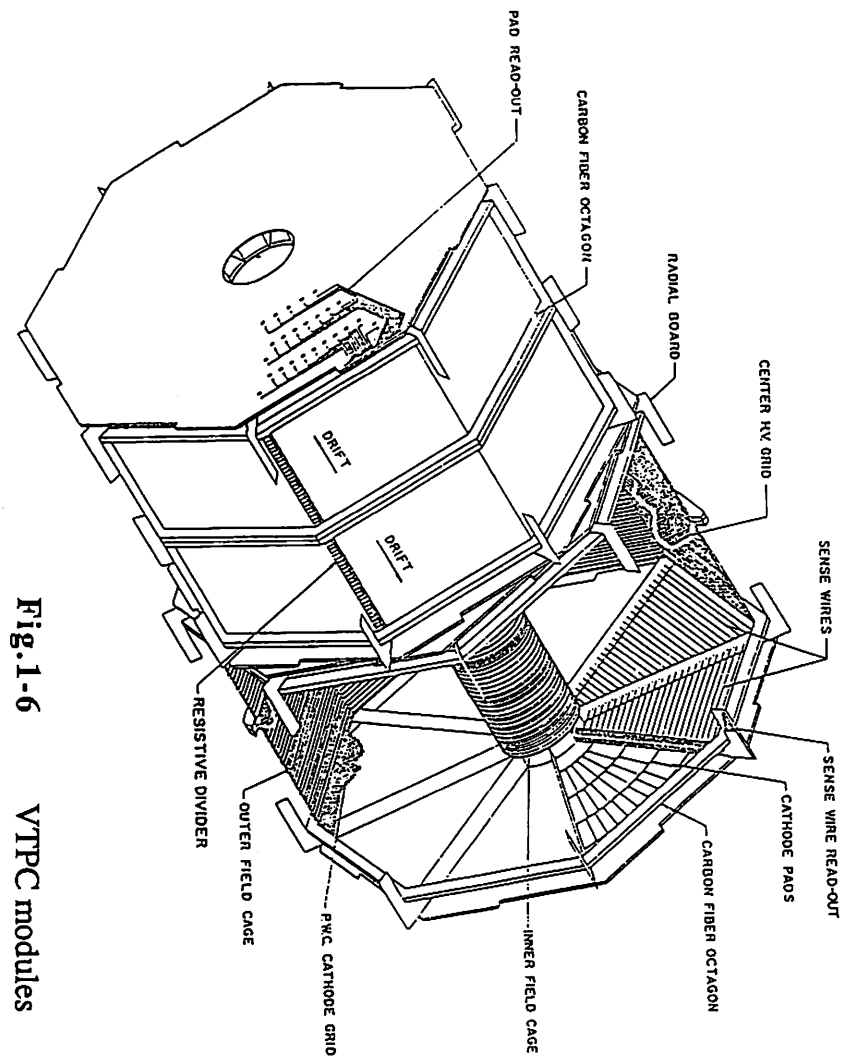 PAD READ-OUT
CARBON FIBER OCTAGON
RADIAL BOARD
CENTER H.V. GRID
SENSE WIRES
SENSE WIRE READ-OUT
CATHODE PADS
CARBON FIBER OCTAGON
INNER FIELD CAGE
P.W.C. CATHODE GRID
OUTER FIELD CAGE
RESISTIVE DIVIDER
DRIFT
DRIFT
Fig.1-6 VTPC modules